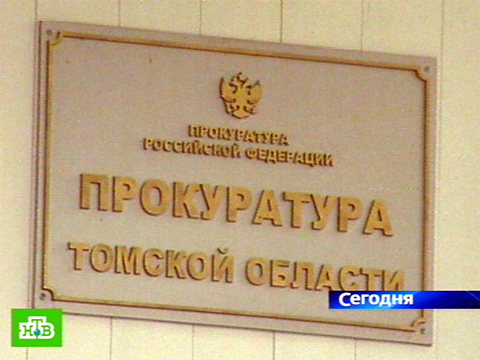 ПРОКУРАТУРА
РОССИЙСКОЙ ФЕДЕРАЦИИ
ПРОКУРАТУРА
ТОМСКОЙ ОБЛАСТИ
Сегодня
НТВ